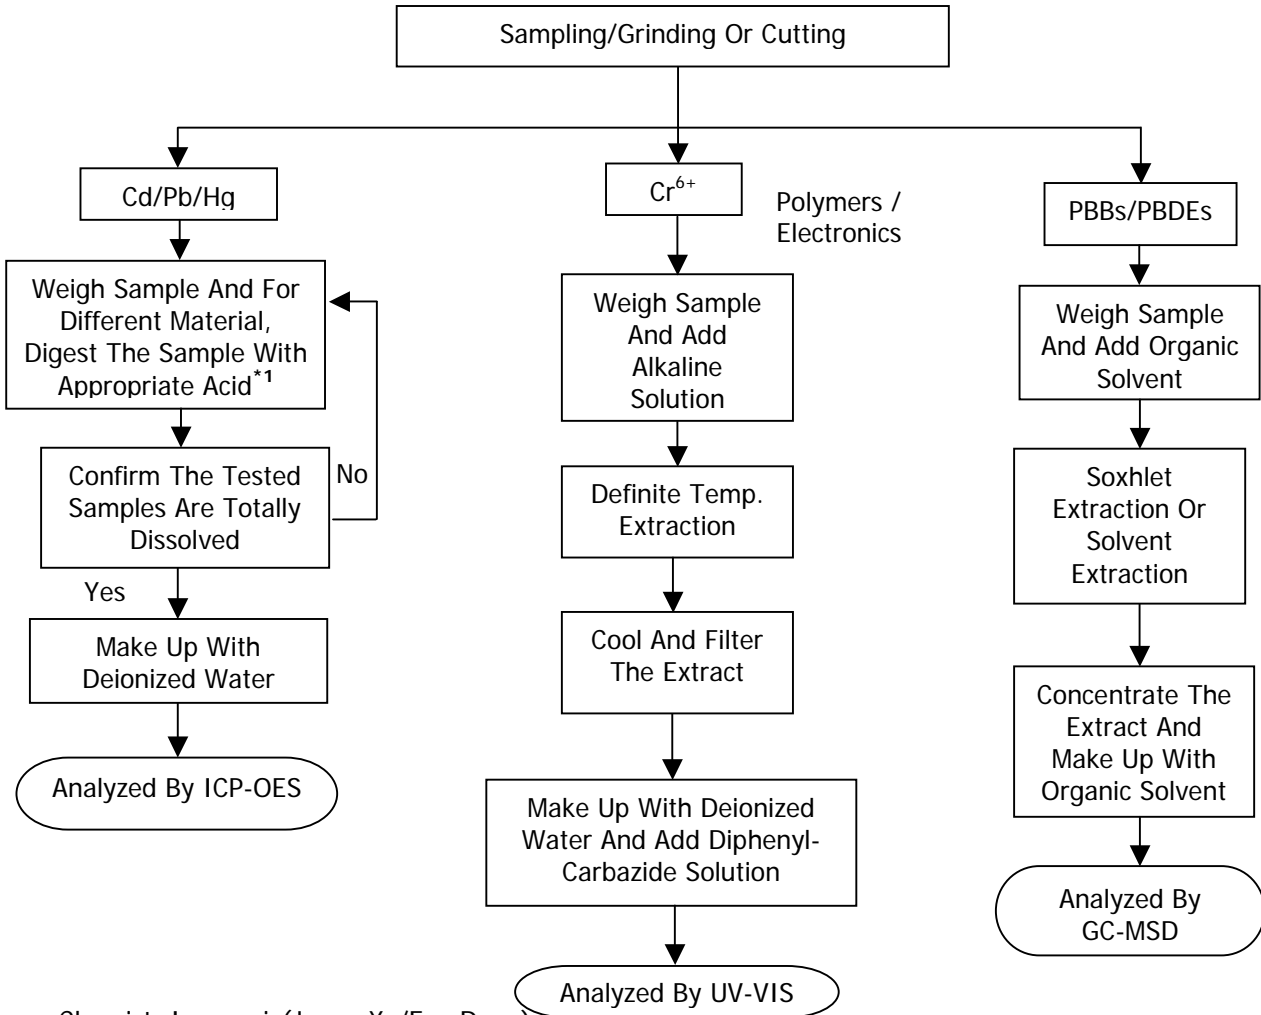 Sampling/Grinding Or Cutting
Cd/Pb/Hg
Weigh Sample And For
Different Material,
Digest The Sample With
Appropriate Acid*1
Confirm The Tested
Samples Are Totally
Dissolved
No
Yes
Make Up With
Deionized Water
Analyzed By ICP-OES
Cr6+
Polymers /
Electronics
Weigh Sample
And Add
Alkaline
Solution
Definite Temp.
Extraction
Cool And Filter
The Extract
Make Up With Deionized
Water And Add Diphenyl-
Carbazide Solution
Analyzed By UV-VIS
PBBs/PBDEs
Weigh Sample
And Add Organic
Solvent
Soxhlet
Extraction Or
Solvent
Extraction
Concentrate The
Extract And
Make Up With
Organic Solvent
Analyzed By
GC-MSD